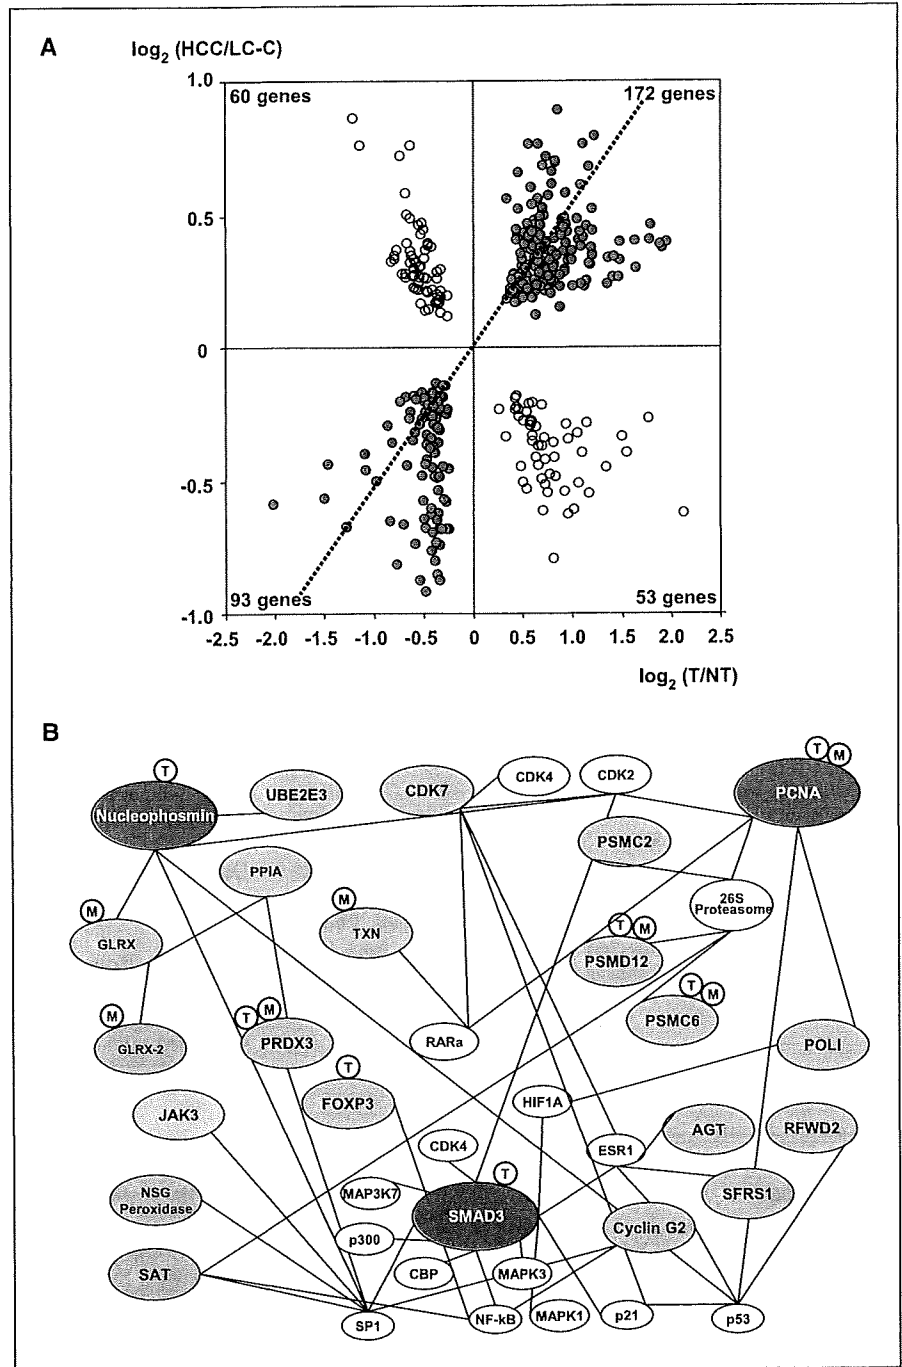 A
log2 (HCC/LC-C)
1.0
60 genes
172 genes
0.5
0
-0.5
93 genes
53 genes
-1.0
-2.5 -2.0 -1.5 -1.0 -0.5 0 0.5 1.0 1.5 2.0 2.5
log2 (T/NT)
B
T
T M
Nucleophosmin
UBE2E3
CDK7
CDK4
CDK2
PCNA
PSMC2
PPIA
26S
Proteasome
M
GLRX
M
TXN
T M
PSMD12
T M
PSMC6
M
GLRX-2
T M
PRDX3
RARa
POLI
T
FOXP3
HIF1A
JAK3
CDK4
ESR1
AGT
RFWD2
NSG
Peroxidase
MAP3K7
T
SMAD3
SFRS1
p300
Cyclin G2
SAT
CBP
MAPK3
SP1
NF-kB
MAPK1
p21
p53